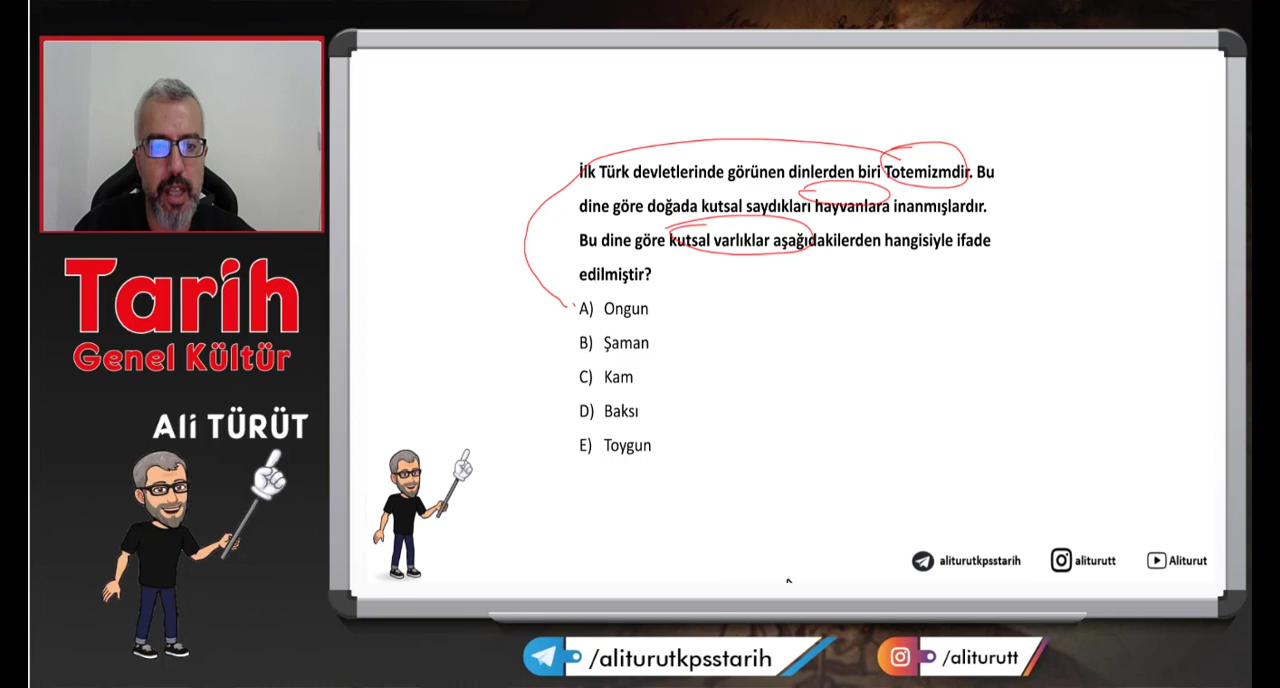 Tarih
Genel Kültür
Ali TÜRÜT
İlk Türk devletlerinde görünen dinlerden biri Totemizmdir. Bu
dine göre doğada kutsal saydıkları hayvanlara inanmışlardır.
Bu dine göre kutsal varlıklar aşağıdakilerden hangisiyle ifade
edilmiştir?
A) Ongun
B) Şaman
C) Kam
D) Baksı
E) Toygun
aliturutkpsstarih aliturutt Aliturut
/aliturutkpsstarih /aliturutt